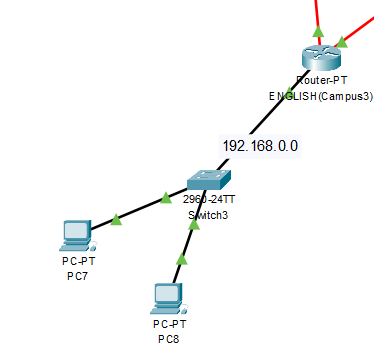 Router-PT
ENGLISH(Campus3)
192.168.0.0
2960-24TT
Switch3
PC-PT
PC7
PC-PT
PC8